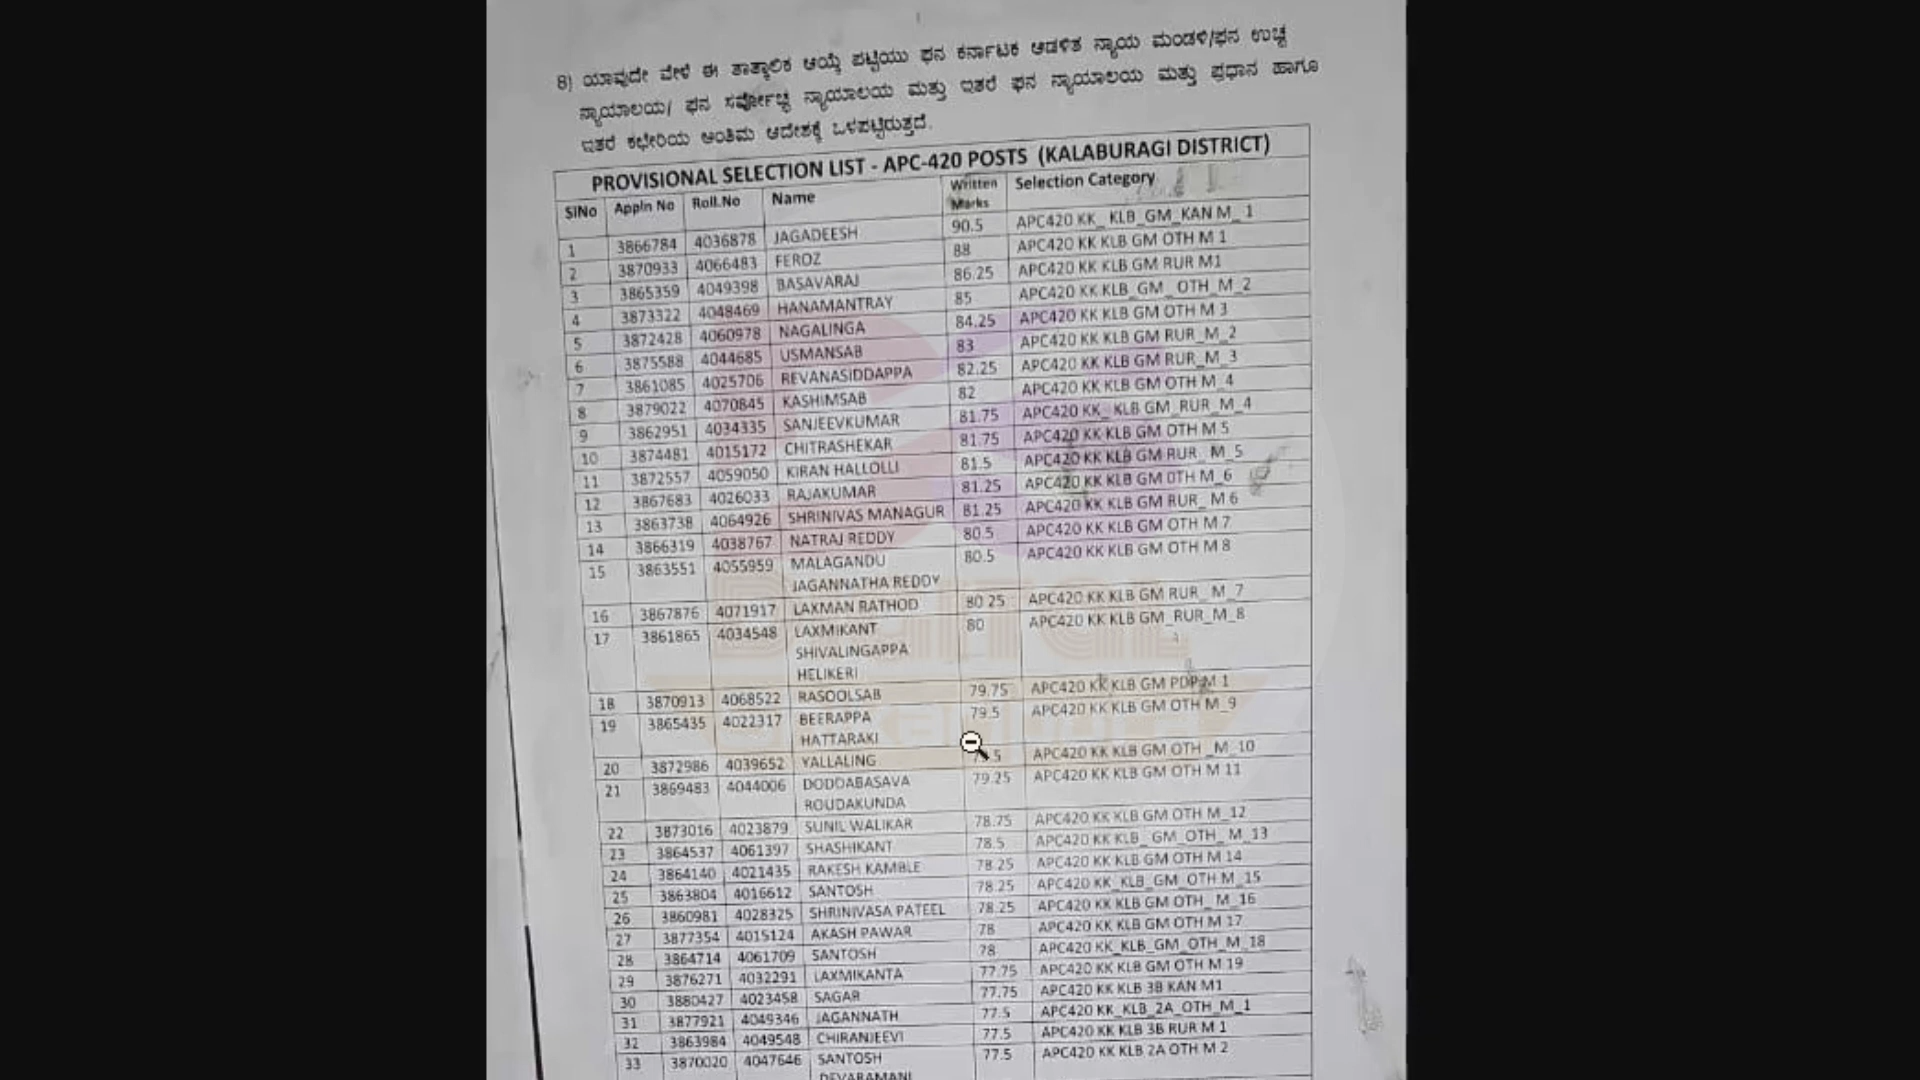 8) ಯಾವುದೇ ವೇಳೆ ಈ ತಾತ್ಕಾಲಿಕ ಆಯ್ಕೆ ಪಟ್ಟಿಯು ಘನ ಕರ್ನಾಟಕ ಆಡಳಿತ ನ್ಯಾಯ ಮಂಡಳಿ/ಘನ ಉಚ್ಚ
ನ್ಯಾಯಾಲಯ/ ಘನ ಸರ್ವೋಚ್ಛ ನ್ಯಾಯಾಲಯ ಮತ್ತು ಇತರೆ ಘನ ನ್ಯಾಯಾಲಯ ಮತ್ತು ಪ್ರಧಾನ ಹಾಗೂ
ಇತರೆ ಕಛೇರಿಯ ಅಂತಿಮ ಆದೇಶಕ್ಕೆ ಒಳಪಟ್ಟಿರುತ್ತದೆ.
PROVISIONAL SELECTION LIST - APC-420 POSTS (KALABURAGI DISTRICT)
SlNo Appln No Roll.No Name Written Marks Selection Category
1 3866784 4036878 JAGADEESH 90.5 APC420 KK_ KLB_GM_KAN M_ 1
2 3870933 4066483 FEROZ 88 APC420 KK KLB GM OTH M 1
3 3865359 4049398 BASAVARAJ 86.25 APC420 KK KLB GM RUR M1
4 3873322 4048469 HANAMANTRAY 85 APC420 KK KLB_GM_ OTH_M_2
5 3872428 4060978 NAGALINGA 84.25 APC420 KK KLB GM OTH M 3
6 3875588 4044685 USMANSAB 83 APC420 KK KLB GM RUR_M_2
7 3861085 4025706 REVANASIDDAPPA 82.25 APC420 KK KLB GM RUR_M_3
8 3879022 4070845 KASHIMSAB 82 APC420 KK KLB GM OTH M_4
9 3862951 4034335 SANJEEVKUMAR 81.75 APC420 KK_ KLB GM_RUR_M_4
10 3874481 4015172 CHITRASHEKAR 81.75 APC420 KK KLB GM OTH M 5
11 3872557 4059050 KIRAN HALLOLLI 81.5 APC420 KK KLB GM RUR_ M_5
12 3867683 4026033 RAJAKUMAR 81.25 APC420 KK KLB GM OTH M_6
13 3863738 4064926 SHRINIVAS MANAGUR 81.25 APC420 KK KLB GM RUR_ M 6
14 3866319 4038767 NATRAJ REDDY 80.5 APC420 KK KLB GM OTH M 7
15 3863551 4055959 MALAGANDU 80.5 APC420 KK KLB GM OTH M 8
JAGANNATHA REDDY
16 3867876 4071917 LAXMAN RATHOD 80 25 APC420 KK KLB GM RUR_ M_7
17 3861865 4034548 LAXMIKANT 80 APC420 KK KLB GM_RUR_M_8
SHIVALINGAPPA
HELIKERI
18 3870913 4068522 RASOOLSAB 79.75 APC420 KK KLB GM PDP M 1
19 3865435 4022317 BEERAPPA 79.5 APC420 KK KLB GM OTH M_9
HATTARAKI
20 3872986 4039652 YALLALING APC420 KK KLB GM OTH _M_10
21 3869483 4044006 DODDABASAVA 79.25 APC420 KK KLB GM OTH M 11
ROUDAKUNDA
22 3873016 4023879 SUNIL WALIKAR 78.75 APC420 KK KLB GM OTH M_12
23 3864537 4061397 SHASHIKANT 78.5 APC420 KK KLB_ GM_OTH_ M_13
24 3864140 4021435 RAKESH KAMBLE 78.25 APC420 KK KLB GM OTH M 14
25 3863804 4016612 SANTOSH 78.25 APC420 KK_KLB_GM_OTH_M_15
26 3860981 4028325 SHRINIVASA PATEEL 78.25 APC420 KK KLB GM OTH_ M_16
27 3877354 4015124 AKASH PAWAR 78 APC420 KK KLB GM OTH M 17
28 3864714 4061709 SANTOSH 78 APC420 KK_KLB_GM_OTH_M_18
29 3876271 4032291 LAXMIKANTA 77.75 APC420 KK KLB GM OTH M 19
30 3880427 4023458 SAGAR 77.75 APC420 KK KLB 3B KAN M1
31 3877921 4049346 JAGANNATH 77.5 APC420 KK_KLB_2A_OTH_M_1
32 3863984 4049548 CHIRANJEEVI 77.5 APC420 KK KLB 3B RUR M 1
33 3870020 4047646 SANTOSH 77.5 APC420 KK KLB 2A OTH M 2
DEVARAMANI